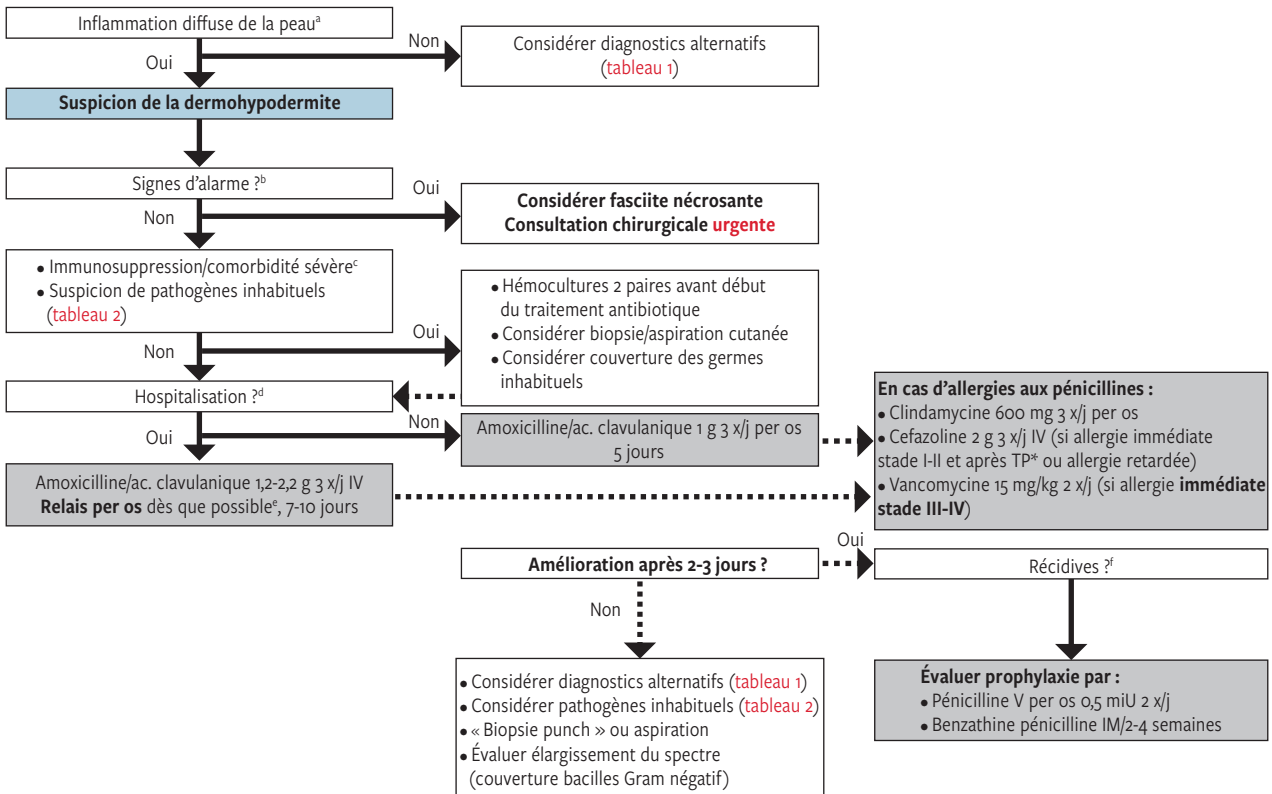 Inflammation diffuse de la peauᵃ
Non
Oui
Considérer diagnostics alternatifs
(tableau 1)
Suspicion de la dermohypodermite
Signes d'alarme ?ᵇ
Oui
Non
Considérer fasciite nécrosante
Consultation chirurgicale urgente
• Immunosuppression/comorbidité sévèreᶜ
• Suspicion de pathogènes inhabituels
(tableau 2)
Oui
Non
• Hémocultures 2 paires avant début
du traitement antibiotique
• Considérer biopsie/aspiration cutanée
• Considérer couverture des germes
inhabituels
Hospitalisation ?ᵈ
Non
Oui
Amoxicilline/ac. clavulanique 1 g 3 x/j per os
5 jours
Amoxicilline/ac. clavulanique 1,2-2,2 g 3 x/j IV
Relais per os dès que possibleᵉ, 7-10 jours
En cas d'allergies aux pénicillines :
• Clindamycine 600 mg 3 x/j per os
• Cefazoline 2 g 3 x/j IV (si allergie immédiate
stade I-II et après TP* ou allergie retardée)
• Vancomycine 15 mg/kg 2 x/j (si allergie immédiate
stade III-IV)
Amélioration après 2-3 jours ?
Oui
Non
Récidives ?ᶠ
• Considérer diagnostics alternatifs (tableau 1)
• Considérer pathogènes inhabituels (tableau 2)
• « Biopsie punch » ou aspiration
• Évaluer élargissement du spectre
(couverture bacilles Gram négatif)
Évaluer prophylaxie par :
• Pénicilline V per os 0,5 miU 2 x/j
• Benzathine pénicilline IM/2-4 semaines